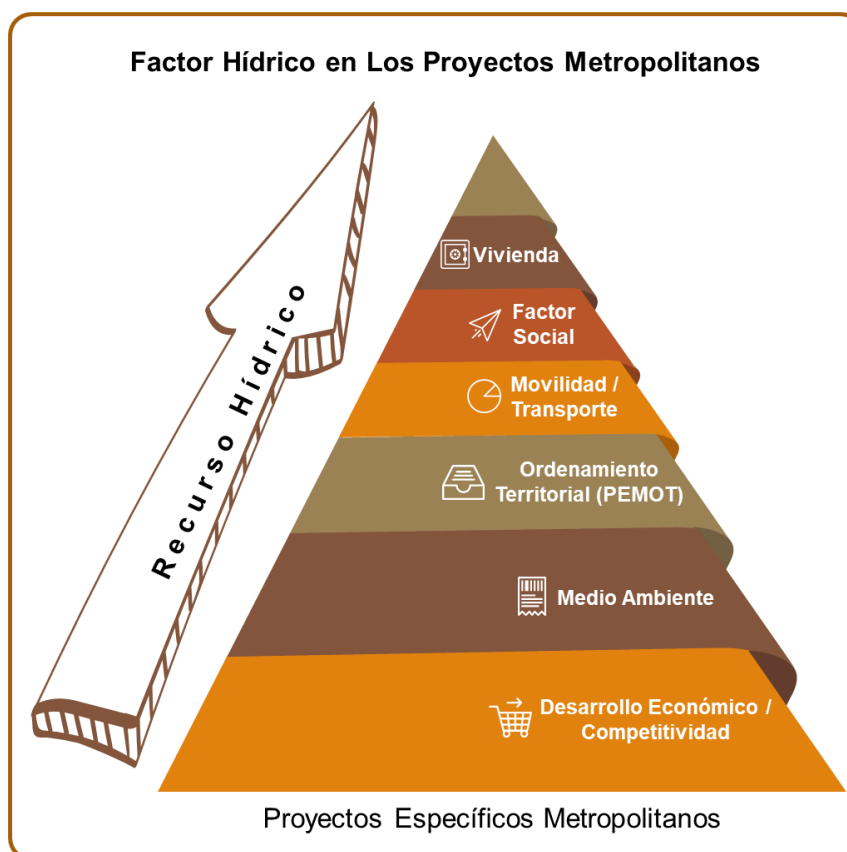 Factor Hídrico en Los Proyectos Metropolitanos
Recurso Hídrico
Vivienda
Factor
Social
Movilidad /
Transporte
Ordenamiento
Territorial (PEMOT)
Medio Ambiente
Desarrollo Económico /
Competitividad
Proyectos Específicos Metropolitanos